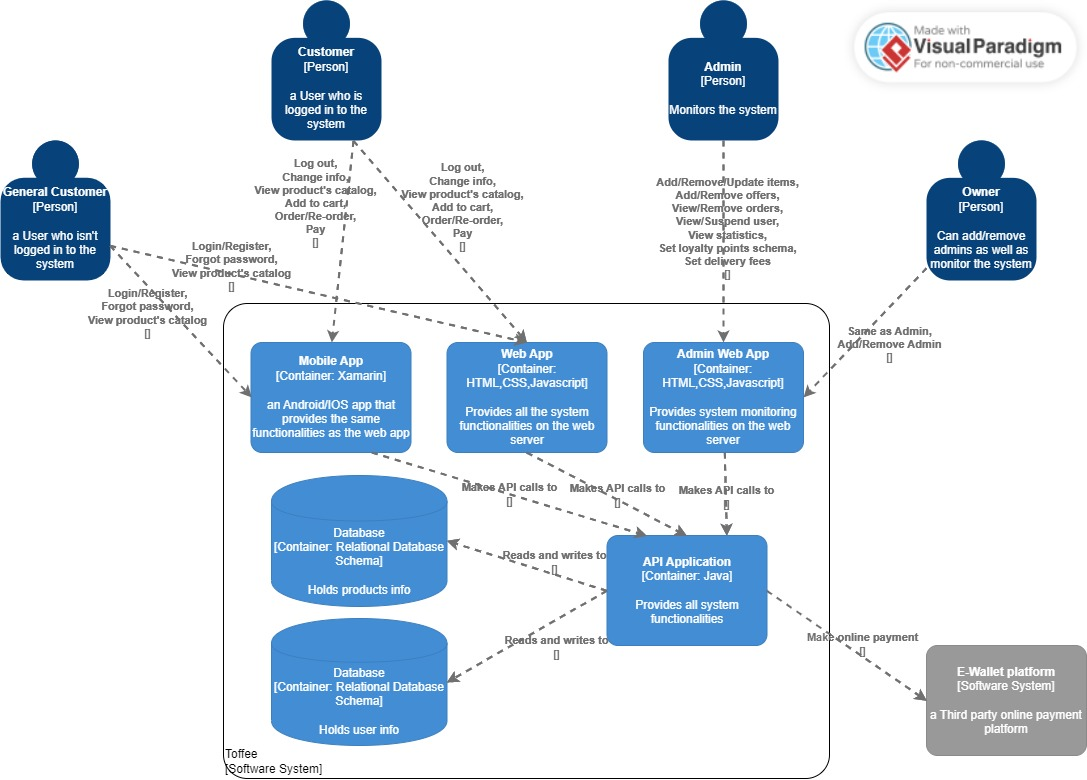 Made with
Visual Paradigm
For non-commercial use
Customer
[Person]
a User who is
logged in to the
system
Admin
[Person]
Monitors the system
General Customer
[Person]
a User who isn't
logged in to the
system
Owner
[Person]
Can add/remove
admins as well as
monitor the system
Log out,
Change info,
View product's catalog,
Add to cart,
Order/Re-order,
Pay
[]
Log out,
Change info,
View product's catalog,
Add to cart,
Order/Re-order,
Pay
[]
Add/Remove/Update items,
Add/Remove offers,
View/Remove orders,
View/Suspend user,
View statistics,
Set loyalty points schema,
Set delivery fees
[]
Login/Register,
Forgot password,
View product's catalog
[]
Login/Register,
Forgot password,
View product's catalog
[]
Same as Admin,
Add/Remove Admin
[]
Mobile App
[Container: Xamarin]
an Android/IOS app that
provides the same
functionalities as the web app
Web App
[Container:
HTML,CSS,Javascript]
Provides all the system
functionalities on the web
server
Admin Web App
[Container:
HTML,CSS,Javascript]
Provides system monitoring
functionalities on the web
server
Makes API calls to
[]
Makes API calls to
[]
Makes API calls to
[]
Database
[Container: Relational Database
Schema]
Holds products info
Reads and writes to
[]
API Application
[Container: Java]
Provides all system
functionalities
Reads and writes to
[]
Make online payment
[]
Database
[Container: Relational Database
Schema]
Holds user info
E-Wallet platform
[Software System]
a Third party online payment
platform
Toffee
[Software System]